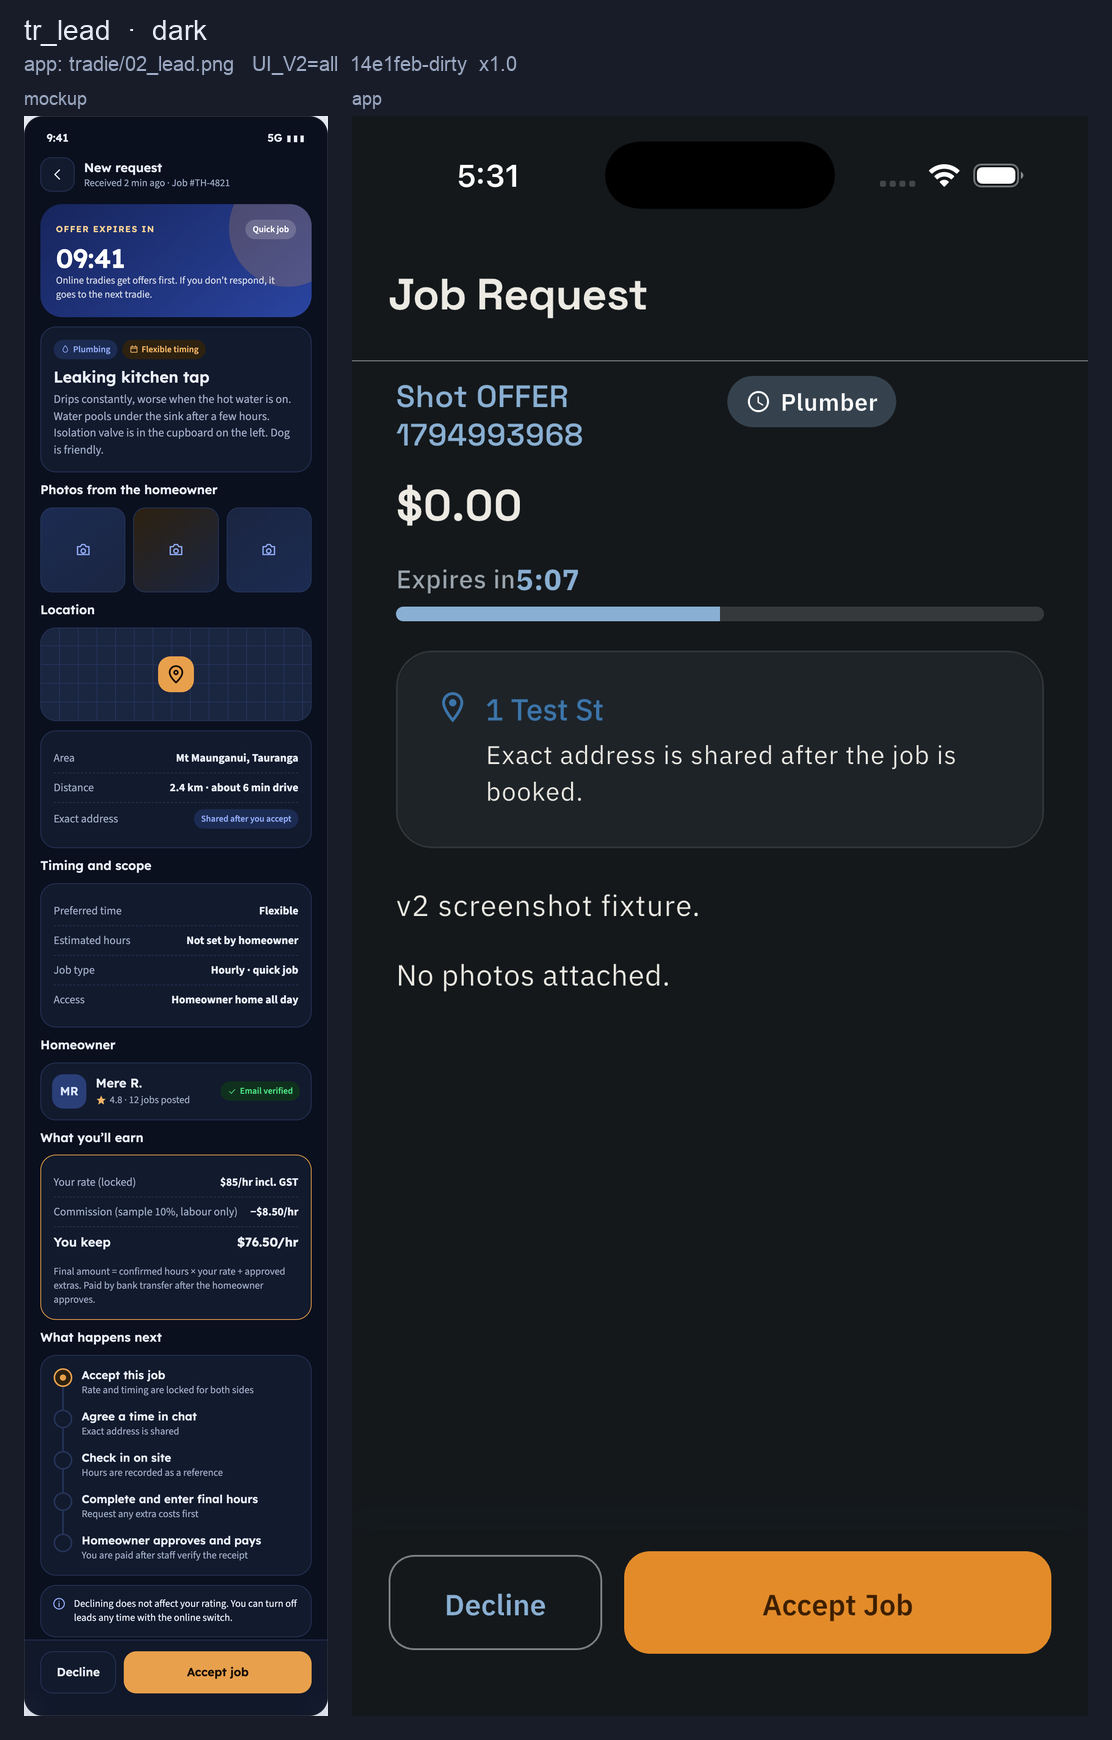 tr_lead · dark
app: tradie/02_lead.png UI_V2=all 14e1feb-dirty x1.0
mockup
9:41
5G
New request
Received 2 min ago · Job #TH-4821
OFFER EXPIRES IN
Quick job
09:41
Online tradies get offers first. If you don't respond, it
goes to the next tradie.
Plumbing
Flexible timing
Leaking kitchen tap
Drips constantly, worse when the hot water is on.
Water pools under the sink after a few hours.
Isolation valve is in the cupboard on the left. Dog
is friendly.
Photos from the homeowner
Location
Area
Mt Maunganui, Tauranga
Distance
2.4 km · about 6 min drive
Exact address
Shared after you accept
Timing and scope
Preferred time
Flexible
Estimated hours
Not set by homeowner
Job type
Hourly · quick job
Access
Homeowner home all day
Homeowner
MR
Mere R.
4.8 · 12 jobs posted
Email verified
What you'll earn
Your rate (locked)
$85/hr incl. GST
Commission (sample 10%, labour only)
−$8.50/hr
You keep
$76.50/hr
Final amount = confirmed hours × your rate + approved
extras. Paid by bank transfer after the homeowner
approves.
What happens next
Accept this job
Rate and timing are locked for both sides
Agree a time in chat
Exact address is shared
Check in on site
Hours are recorded as a reference
Complete and enter final hours
Request any extra costs first
Homeowner approves and pays
You are paid after staff verify the receipt
Declining does not affect your rating. You can turn off
leads any time with the online switch.
Decline
Accept job
app
5:31
Job Request
Shot OFFER
1794993968
Plumber
$0.00
Expires in5:07
1 Test St
Exact address is shared after the job is
booked.
v2 screenshot fixture.
No photos attached.
Decline
Accept Job